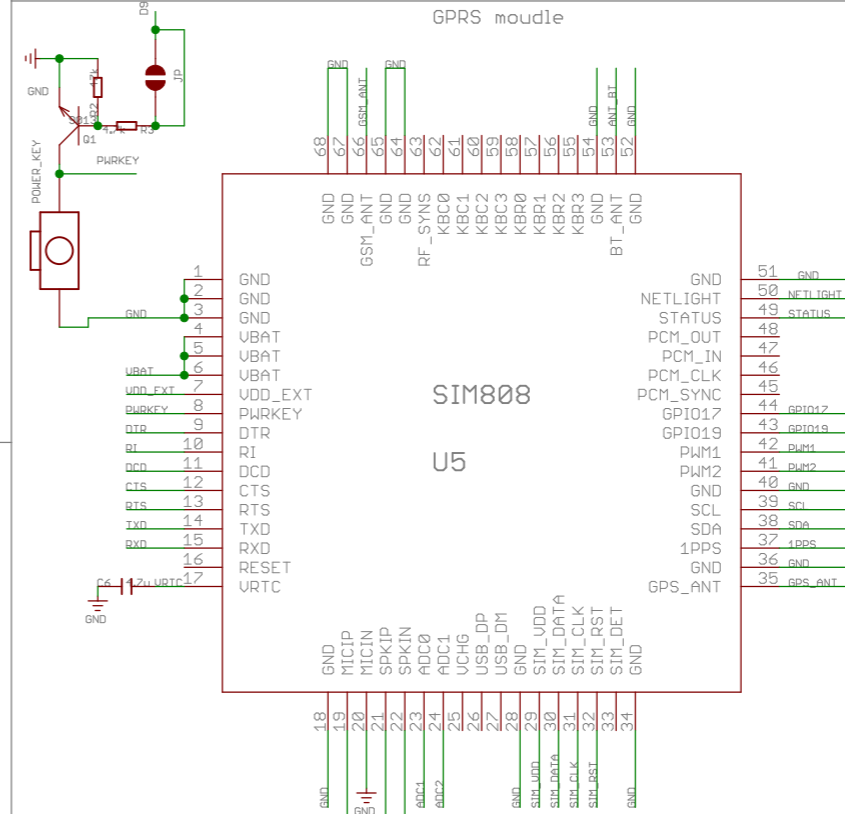 GPRS moudle
D9
JP
GND
47k
R2
4.7k
R3
Q1
POWER_KEY
PWRKEY
GND
GSM_ANT
GND
GND
ANT_BT
GND
68 67 66 65 64 63 62 61 60 59 58 57 56 55 54 53 52
GND GND GSM_ANT GND GND RF_SYNS KBC0 KBC1 KBC2 KBC3 KBR0 KBR1 KBR2 KBR3 GND BT_ANT GND
1 GND
2 GND
GND 3 GND
4 VBAT
5 VBAT
VBAT 6 VBAT
VDD_EXT 7 VDD_EXT
PWRKEY 8 PWRKEY
DTR 9 DTR
RI 10 RI
DCD 11 DCD
CTS 12 CTS
RTS 13 RTS
TXD 14 TXD
RXD 15 RXD
16 RESET
C6 4.7u VRTC 17 VRTC
GND
SIM808
U5
GND 51 GND
NETLIGHT 50 NETLIGHT
STATUS 49 STATUS
PCM_OUT 48
PCM_IN 47
PCM_CLK 46
PCM_SYNC 45
GPIO17 44 GPIO17
GPIO19 43 GPIO19
PWM1 42 PWM1
PWM2 41 PWM2
GND 40 GND
SCL 39 SCL
SDA 38 SDA
1PPS 37 1PPS
GND 36 GND
GPS_ANT 35 GPS_ANT
GND MICIP MICIN SPKIP SPKIN ADC0 ADC1 VCHG USB_DP USB_DM GND SIM_VDD SIM_DATA SIM_CLK SIM_RST SIM_DET GND
18 19 20 21 22 23 24 25 26 27 28 29 30 31 32 33 34
GND
GND
ADC1
ADC2
GND
SIM_VDD
SIM_DATA
SIM_CLK
SIM_RST
GND